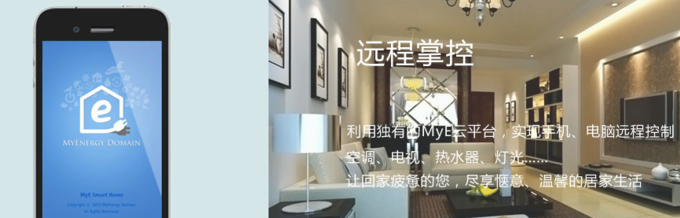 e
MYENERGY DOMAIN
MyE Smart Home
All Rights Reserved
远程掌控
利用独有的MyE云平台，实现手机、电脑远程控制
空调、电视、热水器、灯光......
让回家疲惫的您，尽享惬意、温馨的居家生活